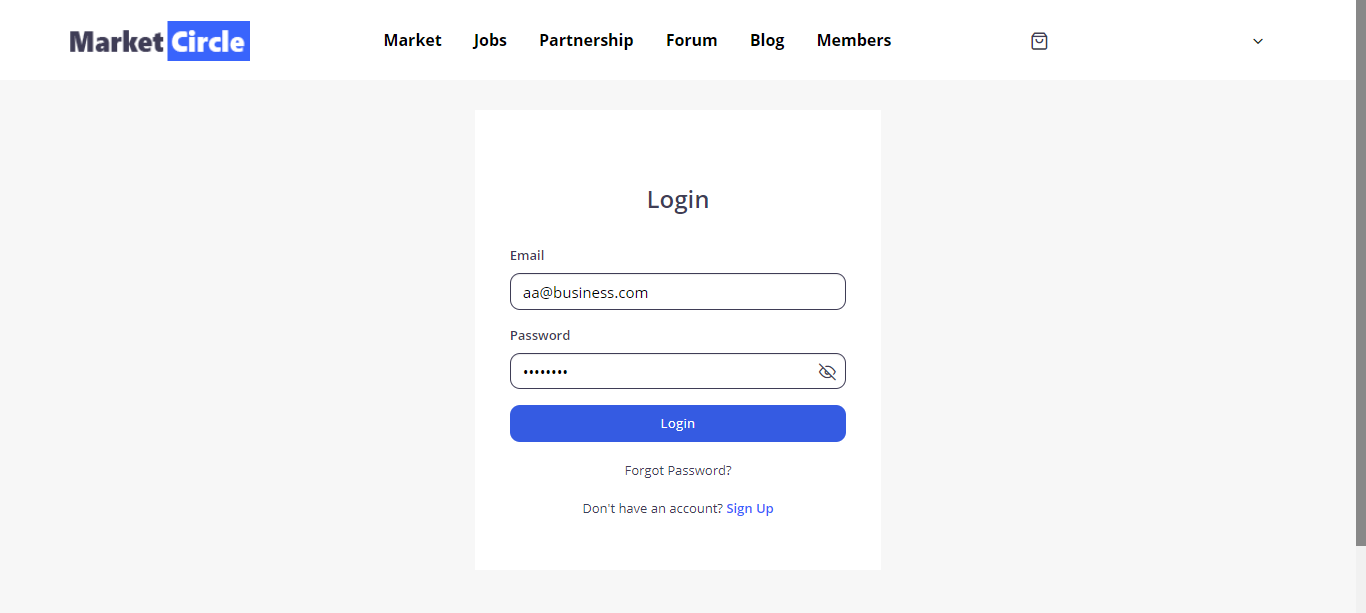 Market Circle
Market Jobs Partnership Forum Blog Members
Login
Email
aa@business.com
Password
••••••••
Login
Forgot Password?
Don't have an account? Sign Up